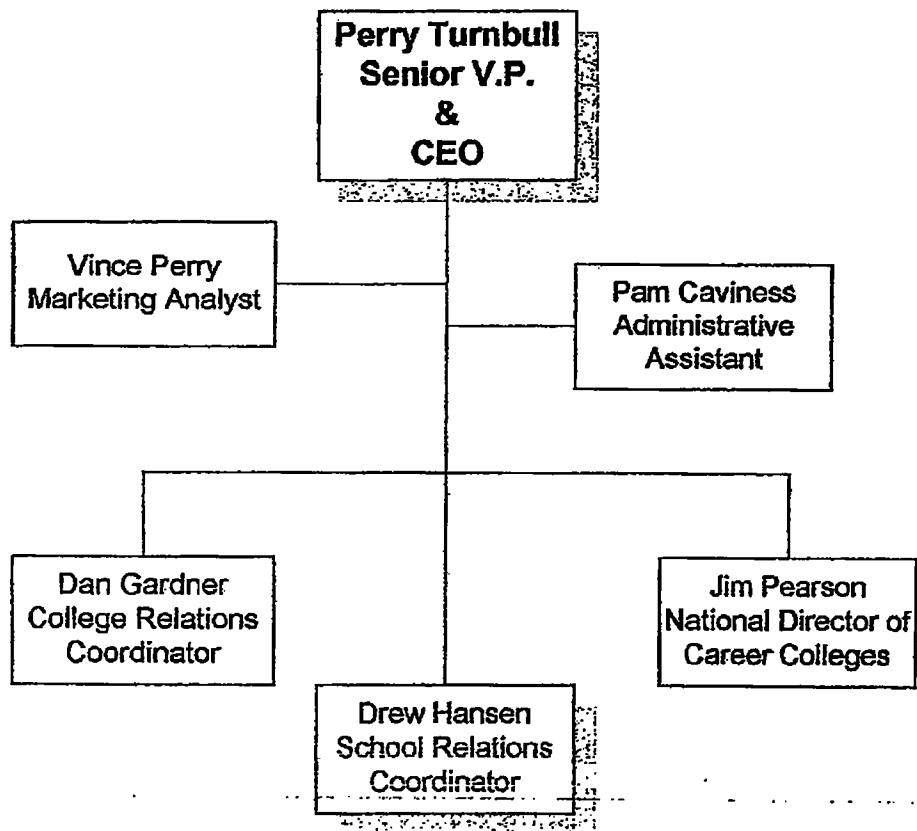 Perry Turnbull
Senior V.P.
&
CEO
Vince Perry
Marketing Analyst
Pam Caviness
Administrative
Assistant
Dan Gardner
College Relations
Coordinator
Jim Pearson
National Director of
Career Colleges
Drew Hansen
School Relations
Coordinator